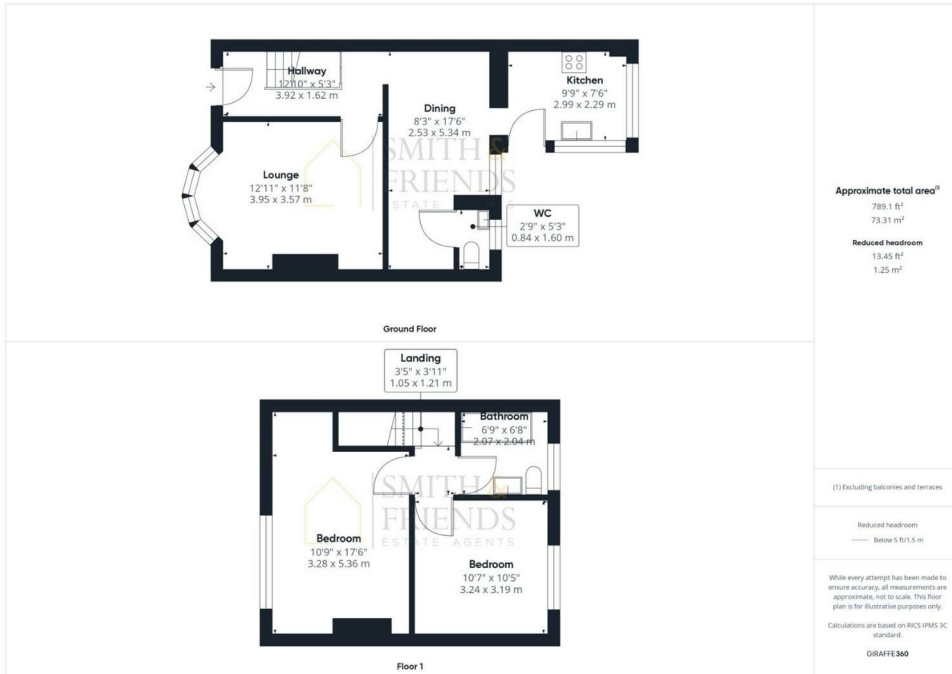 Hallway
12'10" x 5'3"
3.92 x 1.62 m
Kitchen
9'9" x 7'6"
2.99 x 2.29 m
Dining
8'3" x 17'6"
2.53 x 5.34 m
Lounge
12'11" x 11'8"
3.95 x 3.57 m
SMITH &
FRIENDS
ESTATE AGENTS
WC
2'9" x 5'3"
0.84 x 1.60 m
Ground Floor
Landing
3'5" x 3'11"
1.05 x 1.21 m
Bathroom
6'9" x 6'8"
2.07 x 2.04 m
SMITH &
FRIENDS
ESTATE AGENTS
Bedroom
10'9" x 17'6"
3.28 x 5.36 m
Bedroom
10'7" x 10'5"
3.24 x 3.19 m
Floor 1
Approximate total area(1)
789.1 ft²
73.31 m²
Reduced headroom
13.45 ft²
1.25 m²
(1) Excluding balconies and terraces
Reduced headroom
Below 5 ft/1.5 m
While every attempt has been made to
ensure accuracy, all measurements are
approximate, not to scale. This floor
plan is for illustrative purposes only.
Calculations are based on RICS IPMS 3C
standard.
GIRAFFE360